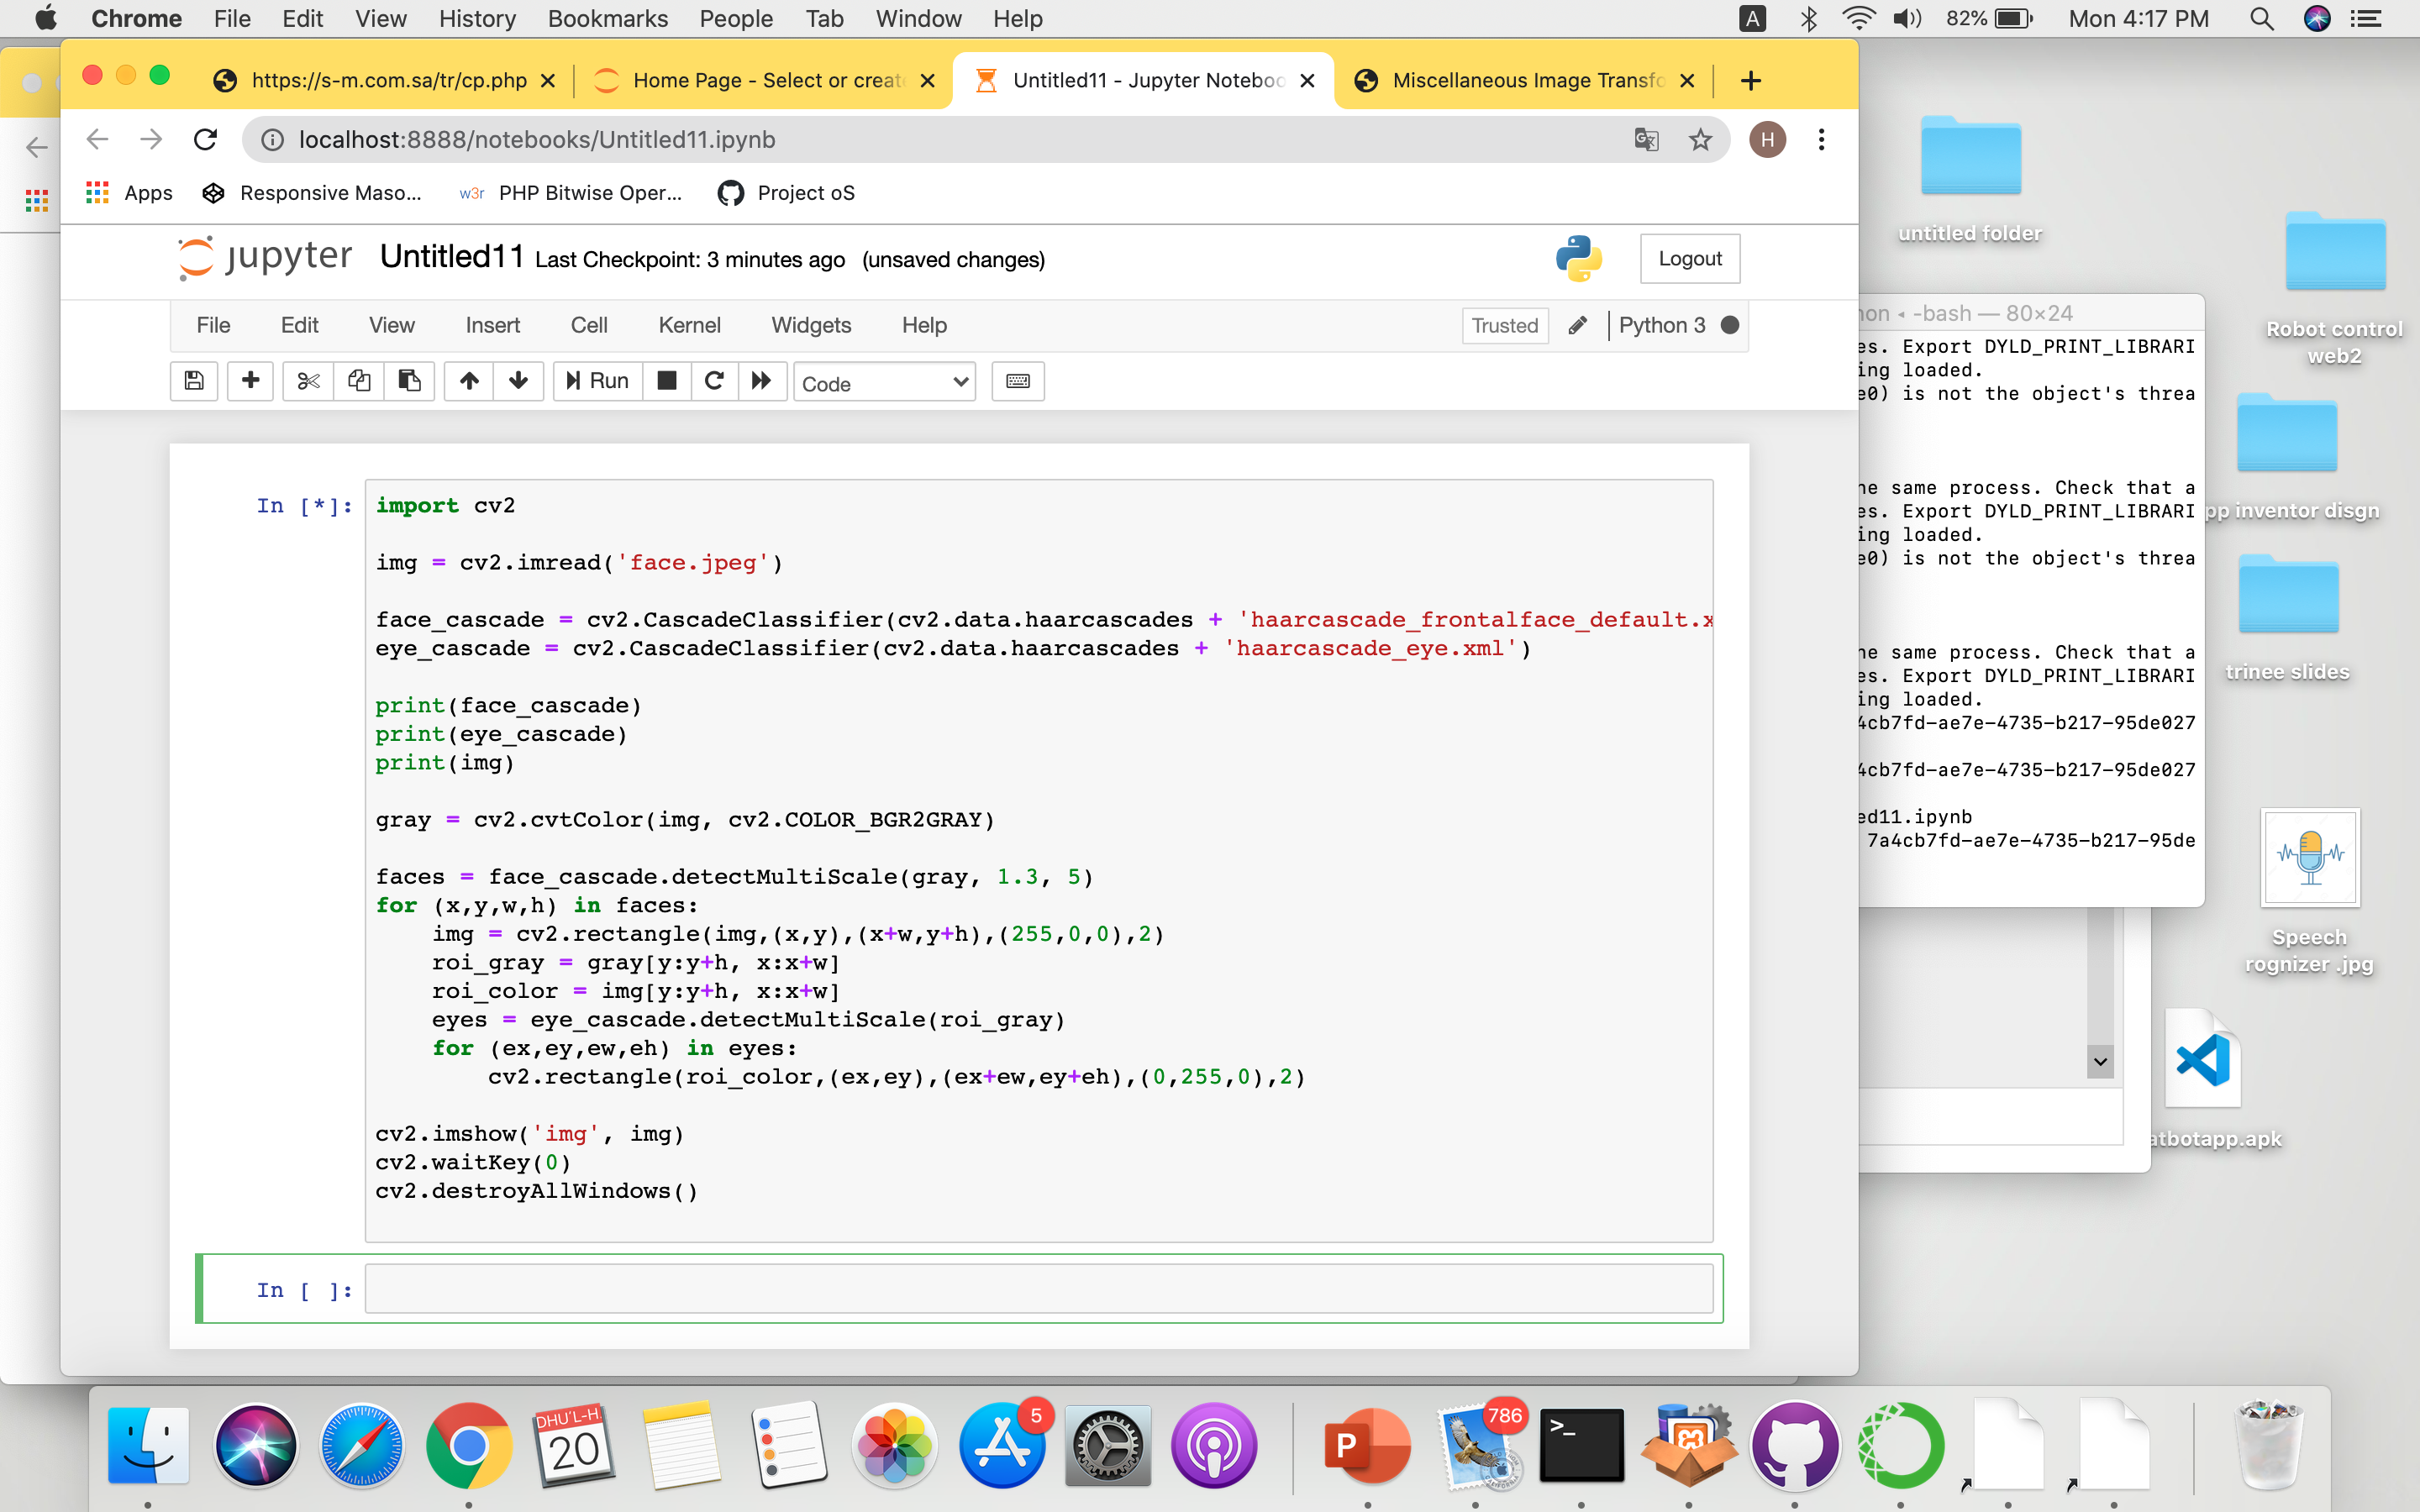 Chrome File Edit View History Bookmarks People Tab Window Help
A 82% Mon 4:17 PM
https://s-m.com.sa/tr/cp.php Home Page - Select or create Untitled11 - Jupyter Noteboo Miscellaneous Image Transfo
localhost:8888/notebooks/Untitled11.ipynb H
Apps Responsive Maso... w3r PHP Bitwise Oper... Project oS
jupyter Untitled11 Last Checkpoint: 3 minutes ago (unsaved changes) Logout
File Edit View Insert Cell Kernel Widgets Help Trusted Python 3
Run Code
In [*]:
import cv2
img = cv2.imread('face.jpeg')
face_cascade = cv2.CascadeClassifier(cv2.data.haarcascades + 'haarcascade_frontalface_default.x
eye_cascade = cv2.CascadeClassifier(cv2.data.haarcascades + 'haarcascade_eye.xml')
print(face_cascade)
print(eye_cascade)
print(img)
gray = cv2.cvtColor(img, cv2.COLOR_BGR2GRAY)
faces = face_cascade.detectMultiScale(gray, 1.3, 5)
for (x,y,w,h) in faces:
img = cv2.rectangle(img,(x,y),(x+w,y+h),(255,0,0),2)
roi_gray = gray[y:y+h, x:x+w]
roi_color = img[y:y+h, x:x+w]
eyes = eye_cascade.detectMultiScale(roi_gray)
for (ex,ey,ew,eh) in eyes:
cv2.rectangle(roi_color,(ex,ey),(ex+ew,ey+eh),(0,255,0),2)
cv2.imshow('img', img)
cv2.waitKey(0)
cv2.destroyAllWindows()
In [ ]:
hon ◂ -bash — 80×24
es. Export DYLD_PRINT_LIBRARI
ing loaded.
e0) is not the object's threa
he same process. Check that a
es. Export DYLD_PRINT_LIBRARI
ing loaded.
e0) is not the object's threa
he same process. Check that a
es. Export DYLD_PRINT_LIBRARI
ing loaded.
4cb7fd-ae7e-4735-b217-95de027
4cb7fd-ae7e-4735-b217-95de027
ed11.ipynb
7a4cb7fd-ae7e-4735-b217-95de
untitled folder
Robot control
web2
pp inventor disgn
trinee slides
Speech
rognizer .jpg
atbotapp.apk
DHU'L-H
20
5
P
786
>_